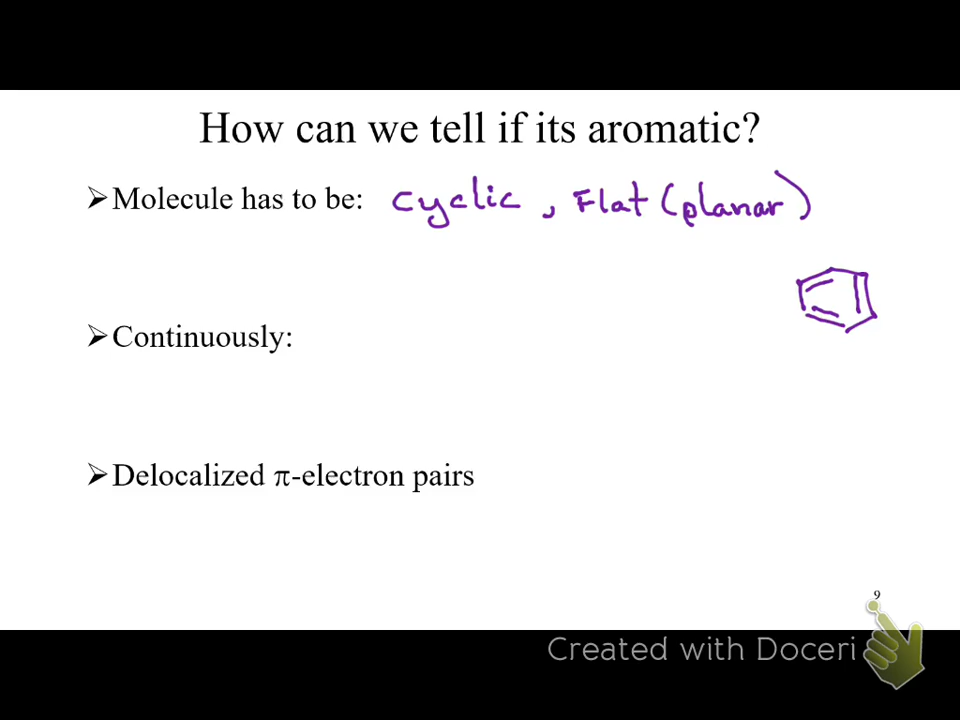 How can we tell if its aromatic?
➢Molecule has to be: cyclic, Flat (planar)
➢Continuously:
➢Delocalized π-electron pairs
9
Created with Doceri